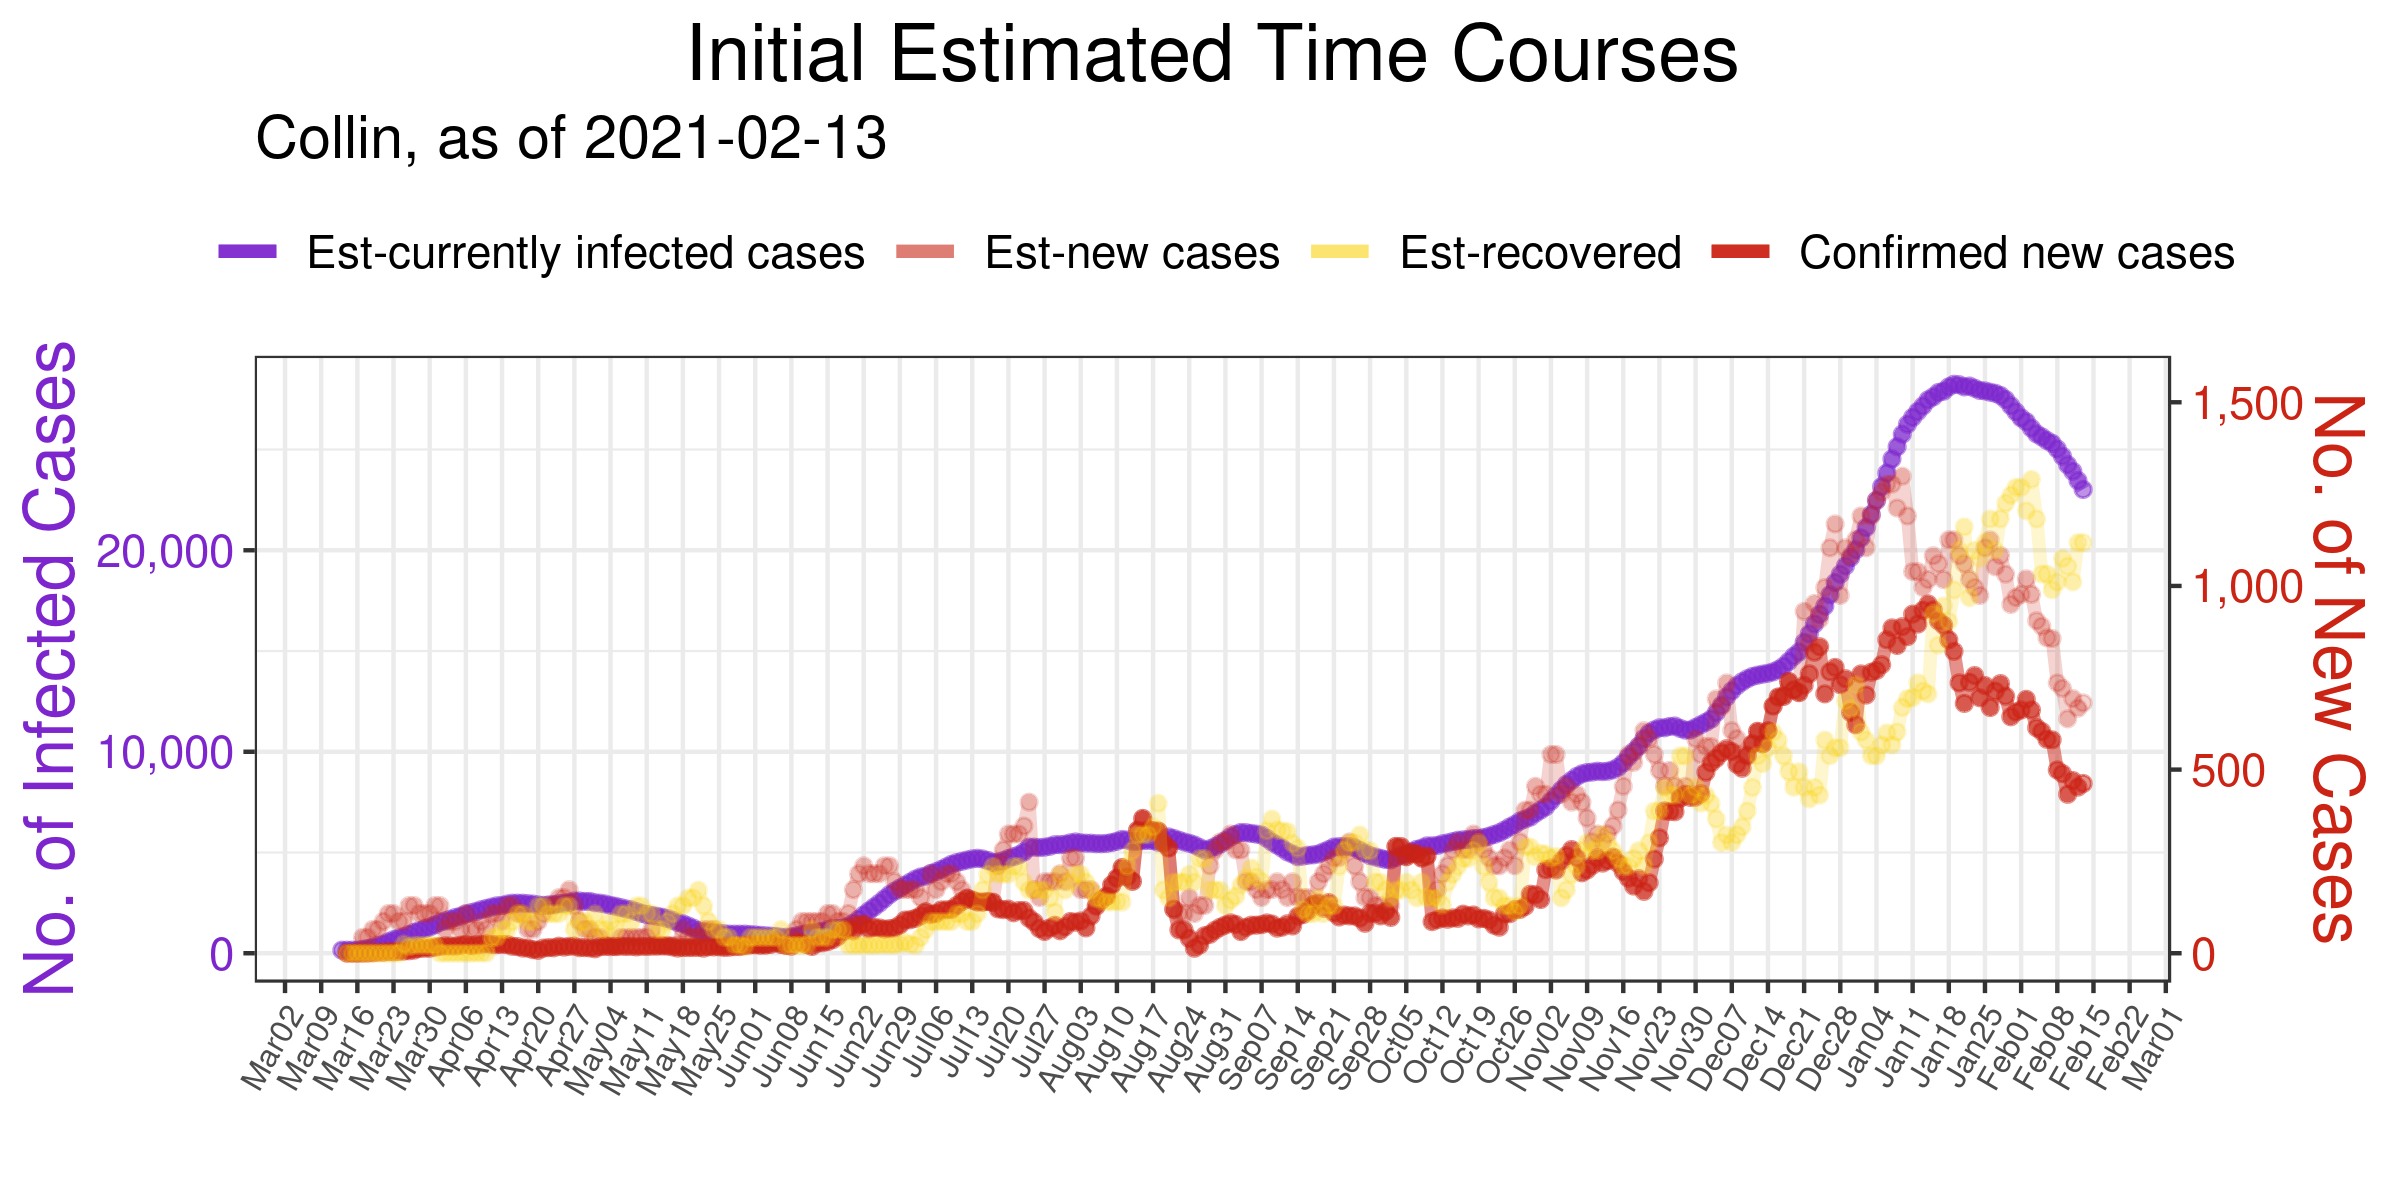 Initial Estimated Time Courses
Collin, as of 2021-02-13
Est-currently infected cases Est-new cases Est-recovered Confirmed new cases
No. of Infected Cases
20,000
10,000
0
1,500
1,000
500
0
No. of New Cases
Mar02 Mar09 Mar16 Mar23 Mar30 Apr06 Apr13 Apr20 Apr27 May04 May11 May18 May25 Jun01 Jun08 Jun15 Jun22 Jun29 Jul06 Jul13 Jul20 Jul27 Aug03 Aug10 Aug17 Aug24 Aug31 Sep07 Sep14 Sep21 Sep28 Oct05 Oct12 Oct19 Oct26 Nov02 Nov09 Nov16 Nov23 Nov30 Dec07 Dec14 Dec21 Dec28 Jan04 Jan11 Jan18 Jan25 Feb01 Feb08 Feb15 Feb22 Mar01